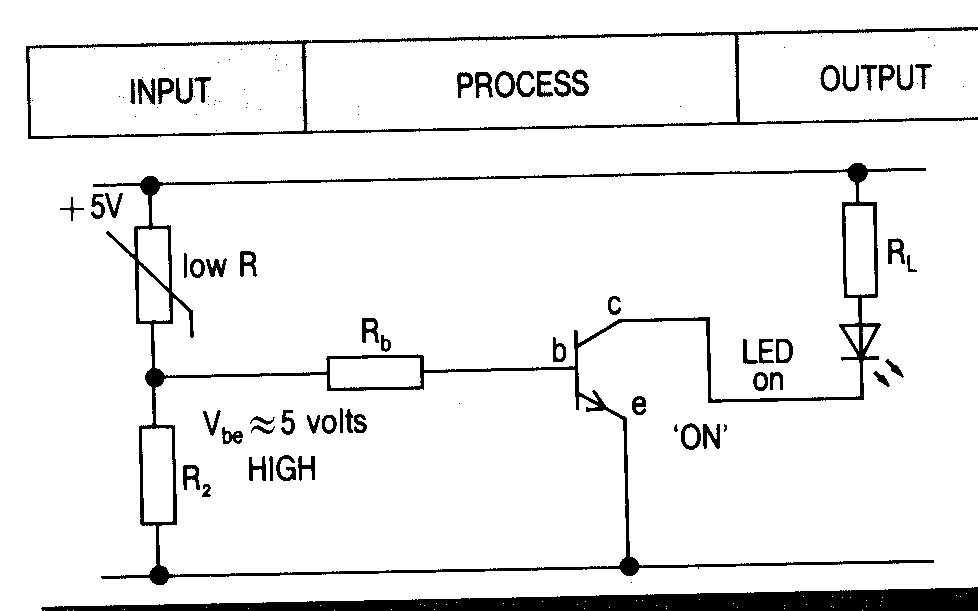 INPUT PROCESS OUTPUT
+5V
low R
R_L
c
R_b
b
LED
on
e
V_be ≈ 5 volts
'ON'
HIGH
R_2